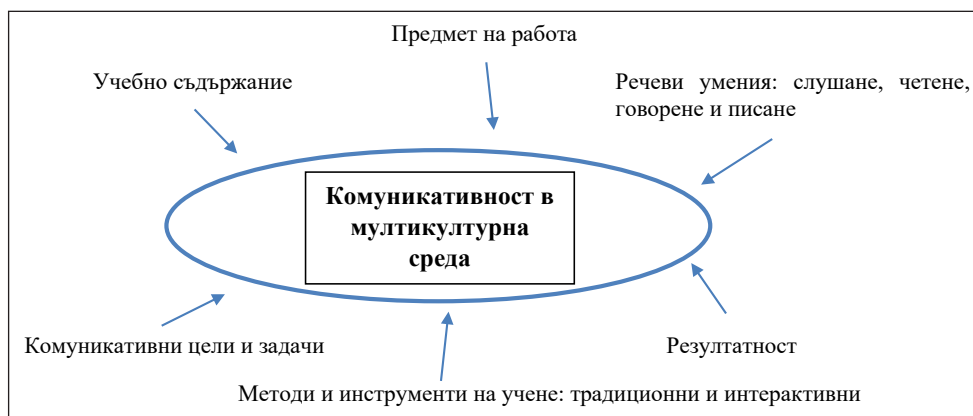 Предмет на работа
Учебно съдържание
Речеви умения: слушане, четене,
говорене и писане
Комуникативност в
мултикултурна
среда
Комуникативни цели и задачи
Резултатност
Методи и инструменти на учене: традиционни и интерактивни